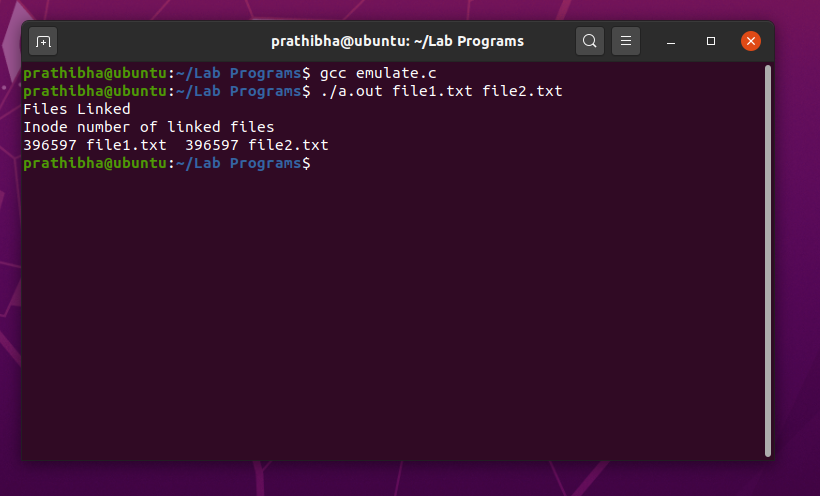 prathibha@ubuntu: ~/Lab Programs
prathibha@ubuntu:~/Lab Programs$ gcc emulate.c
prathibha@ubuntu:~/Lab Programs$ ./a.out file1.txt file2.txt
Files Linked
Inode number of linked files
396597 file1.txt  396597 file2.txt
prathibha@ubuntu:~/Lab Programs$